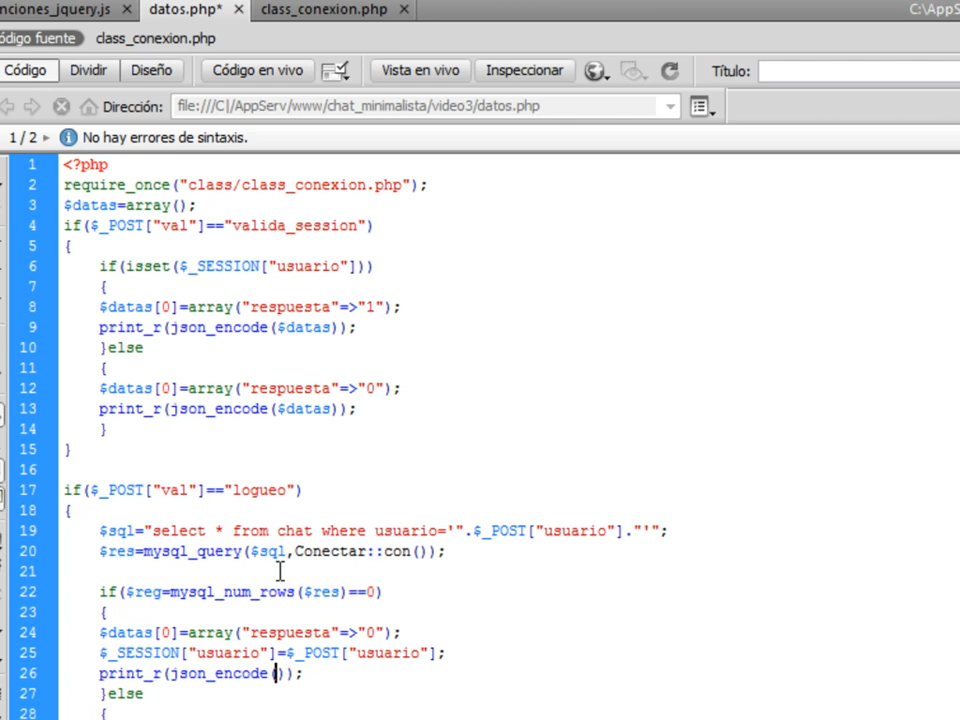 nciones_jquery.js × datos.php* × class_conexion.php × C:\AppS
ódigo fuente class_conexion.php
Código Dividir Diseño Código en vivo Vista en vivo Inspeccionar Título:
Dirección: file:///C|/AppServ/www/chat_minimalista/video3/datos.php
1 / 2 No hay errores de sintaxis.
1 <?php
2 require_once("class/class_conexion.php");
3 $datas=array();
4 if($_POST["val"]=="valida_session")
5 {
6 if(isset($_SESSION["usuario"]))
7 {
8 $datas[0]=array("respuesta"=>"1");
9 print_r(json_encode($datas));
10 }else
11 {
12 $datas[0]=array("respuesta"=>"0");
13 print_r(json_encode($datas));
14 }
15 }
16
17 if($_POST["val"]=="logueo")
18 {
19 $sql="select * from chat where usuario='".$_POST["usuario"]."'";
20 $res=mysql_query($sql,Conectar::con());
21
22 if($reg=mysql_num_rows($res)==0)
23 {
24 $datas[0]=array("respuesta"=>"0");
25 $_SESSION["usuario"]=$_POST["usuario"];
26 print_r(json_encode());
27 }else
28 {